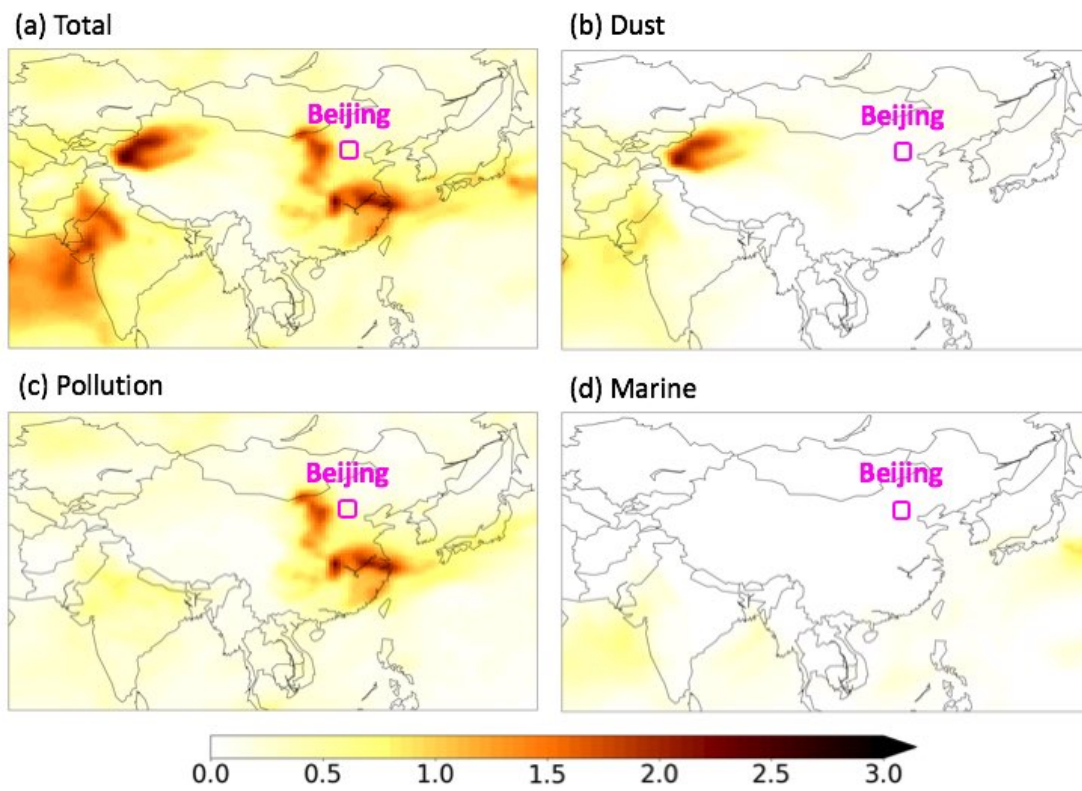 (a) Total
(b) Dust
Beijing
Beijing
(c) Pollution
(d) Marine
Beijing
Beijing
0.0 0.5 1.0 1.5 2.0 2.5 3.0